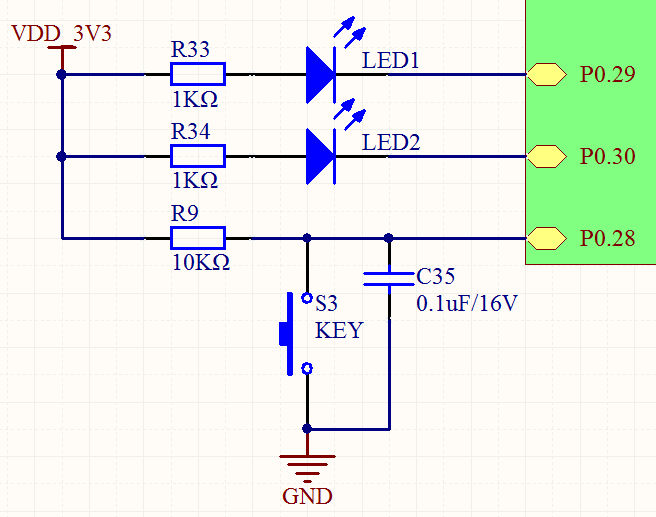 VDD_3V3
R33
1KΩ
LED1
P0.29
R34
1KΩ
LED2
P0.30
R9
10KΩ
P0.28
S3
KEY
C35
0.1uF/16V
GND